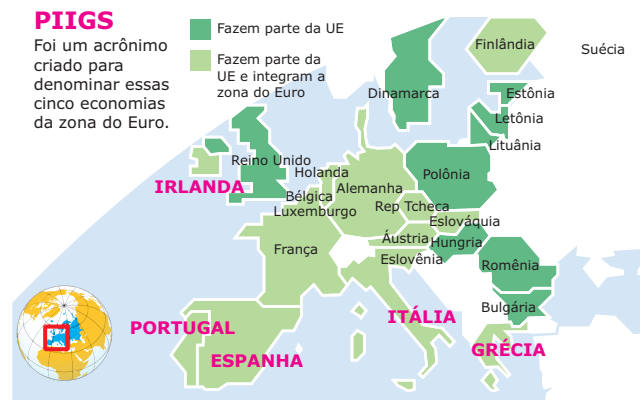 PIIGS
Foi um acrônimo
criado para
denominar essas
cinco economias
da zona do Euro.
Fazem parte da UE
Fazem parte da
UE e integram a
zona do Euro
Finlândia
Suécia
Dinamarca
Estônia
Letônia
Lituânia
Reino Unido
Holanda
IRLANDA
Alemanha
Polônia
Bélgica
Rep Tcheca
Luxemburgo
Eslováquia
França
Áustria
Hungria
Eslovênia
Romênia
Bulgária
PORTUGAL
ITÁLIA
ESPANHA
GRÉCIA